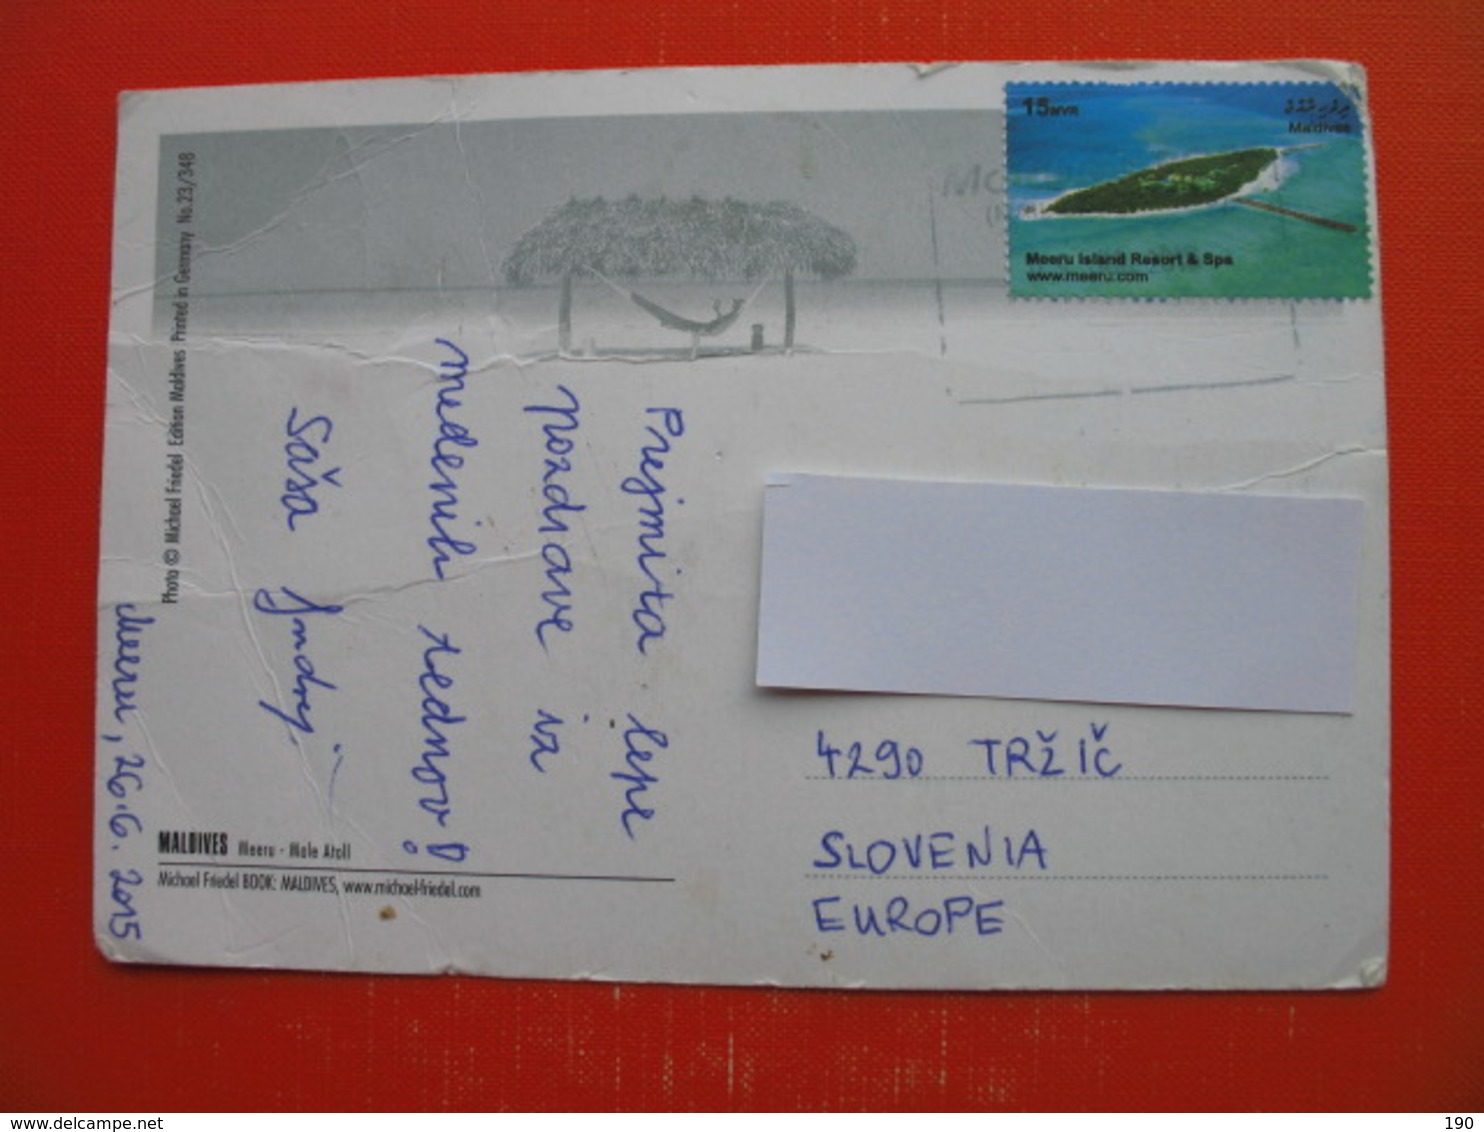 15MVR
Maldives
Meeru Island Resort & Spa
www.meeru.com
Photo © Michael Friedel Edition Maldives Printed in Germany No.23/348
Prejmita lepe
pozdrave iz
medenih tednov!
Saša Andrej
Meeru, 26.6. 2015
MALDIVES Meeru - Male Atoll
Michael Friedel BOOK: MALDIVES, www.michael-friedel.com
4290 TRŽIČ
SLOVENIA
EUROPE
www.delcampe.net
190